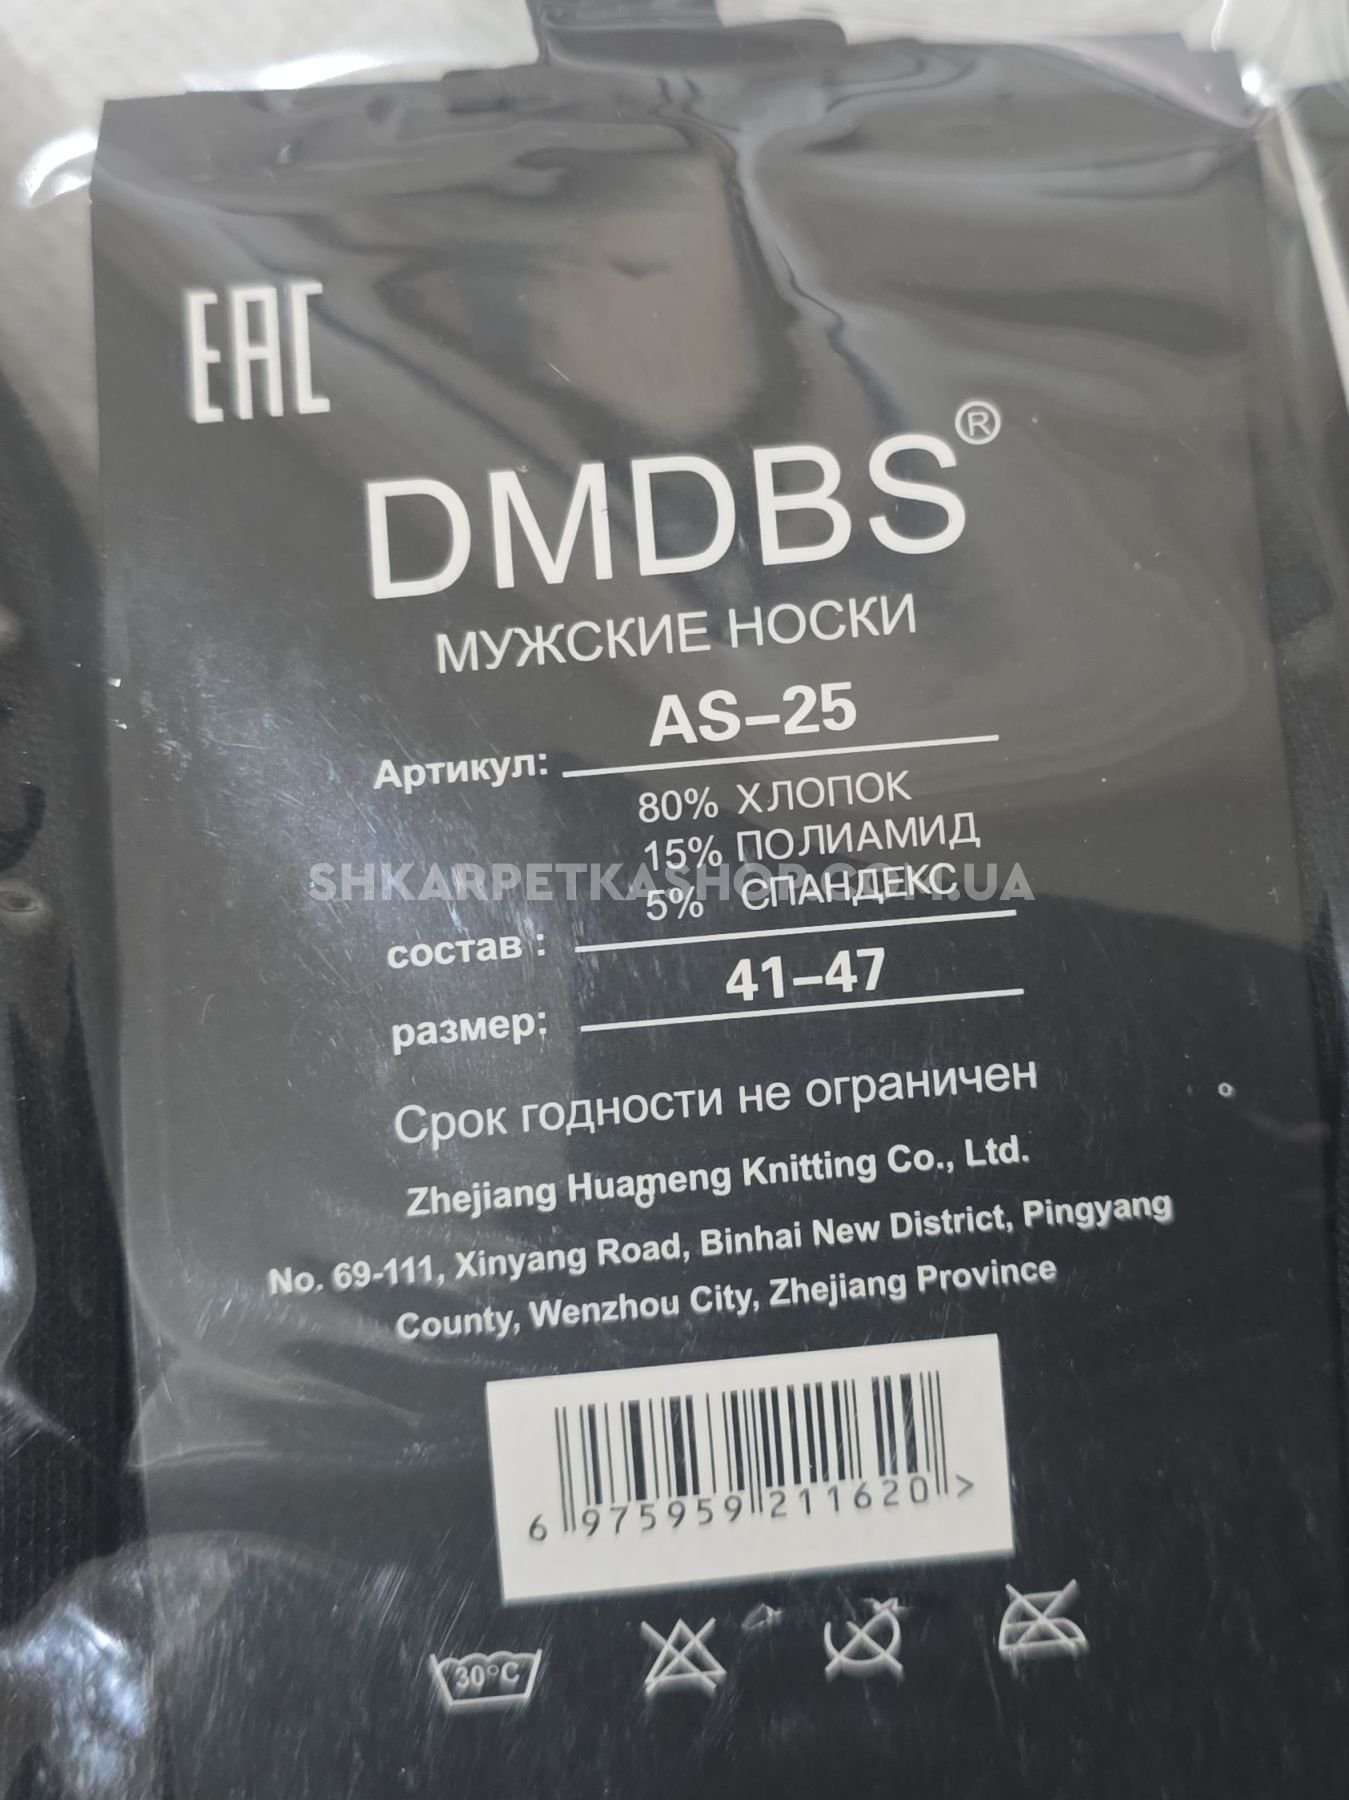 EAC
DMDBS®
МУЖСКИЕ НОСКИ
Артикул: AS-25
80% ХЛОПОК
15% ПОЛИАМИД
SHKARPETKASHOP.COM.UA
5% СПАНДЕКС
состав :
размер: 41-47
Срок годности не ограничен
Zhejiang Huameng Knitting Co., Ltd.
No. 69-111, Xinyang Road, Binhai New District, Pingyang
County, Wenzhou City, Zhejiang Province
6 975959 211620 >
30°C